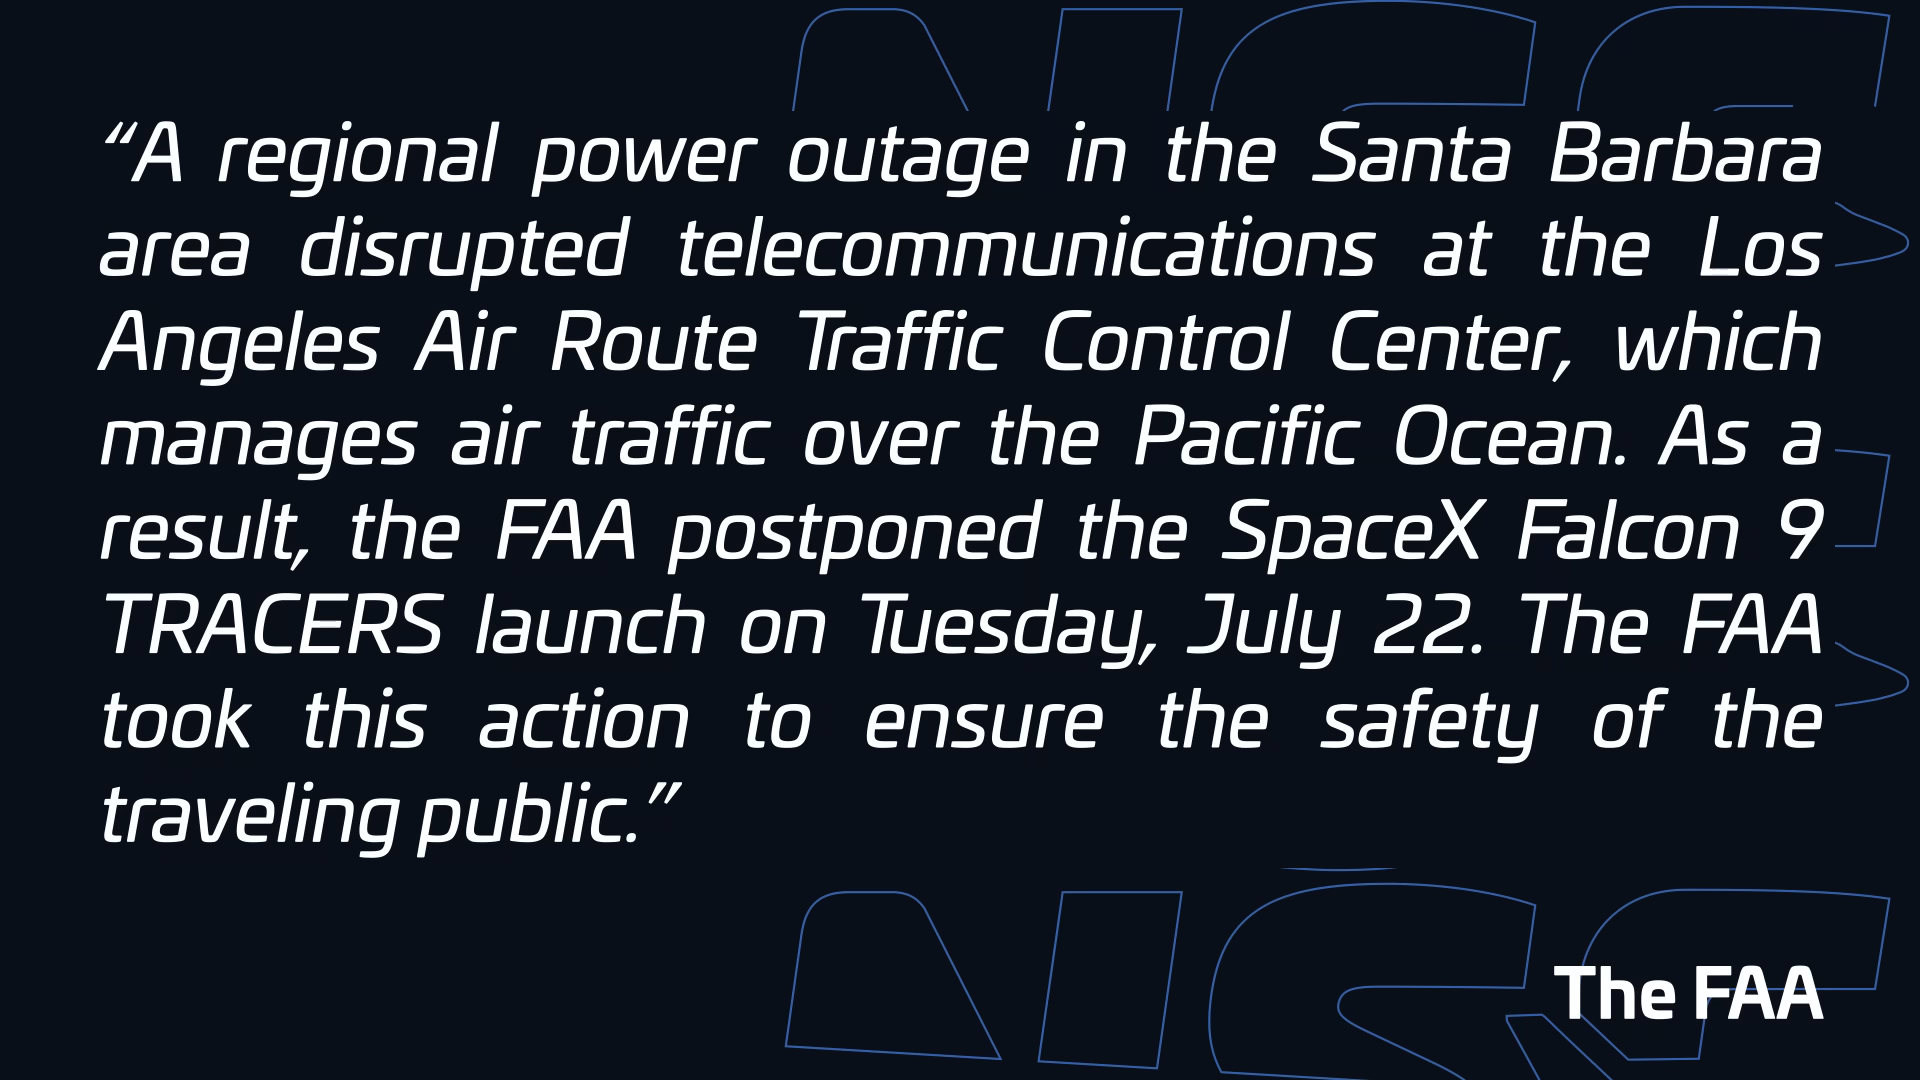 “A regional power outage in the Santa Barbara
area disrupted telecommunications at the Los
Angeles Air Route Traffic Control Center, which
manages air traffic over the Pacific Ocean. As a
result, the FAA postponed the SpaceX Falcon 9
TRACERS launch on Tuesday, July 22. The FAA
took this action to ensure the safety of the
traveling public.”
The FAA